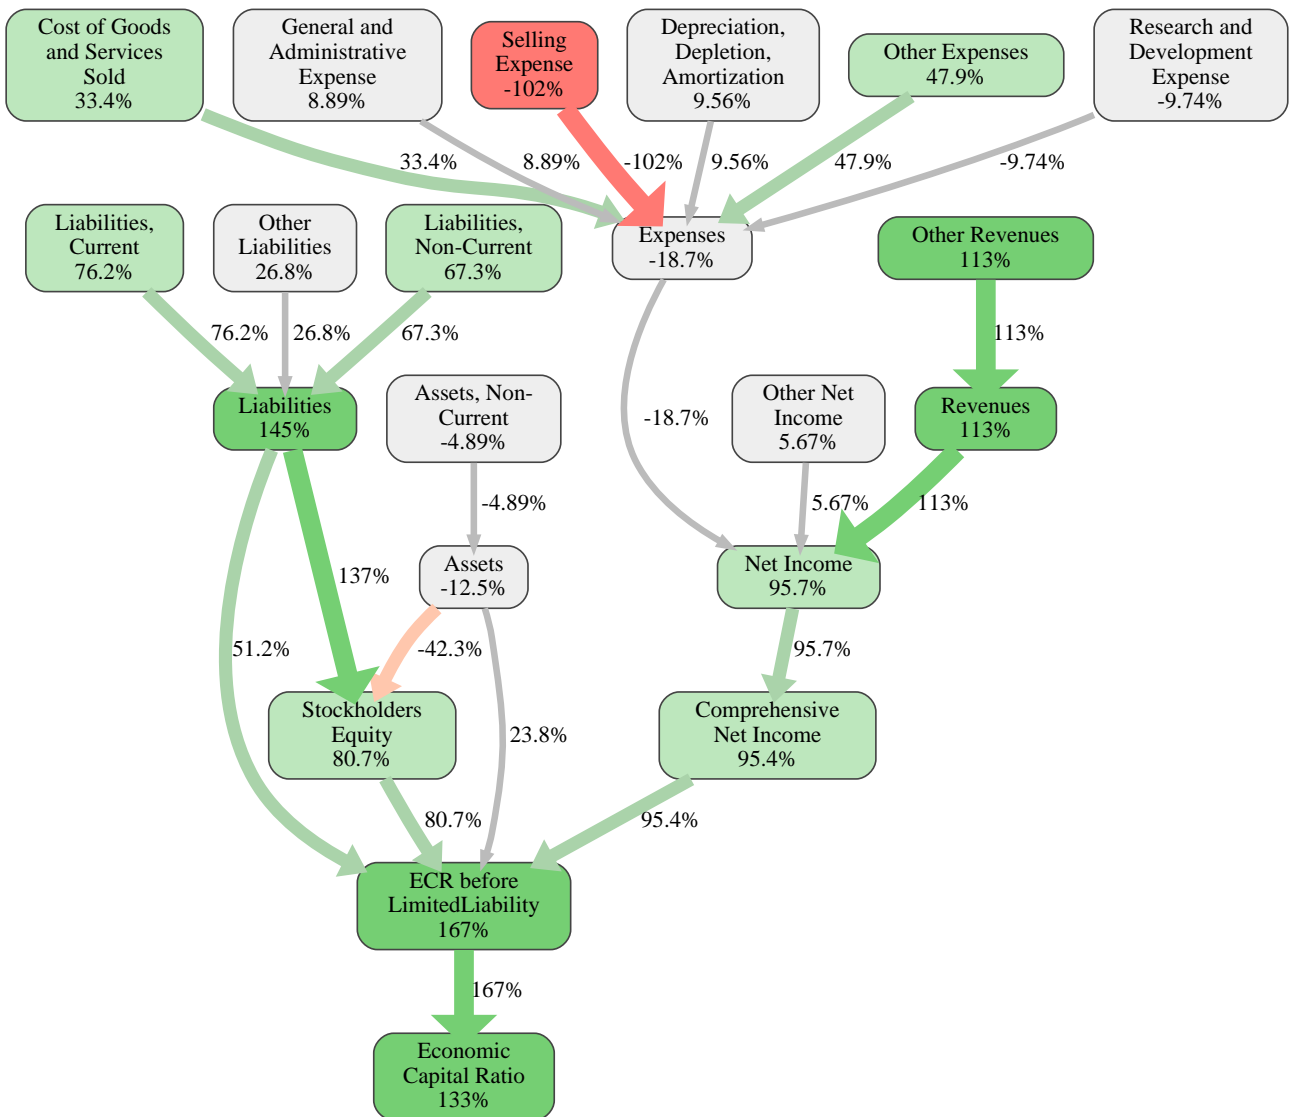 Cost of Goods
and Services
Sold
33.4%
General and
Administrative
Expense
8.89%
Selling
Expense
-102%
Depreciation,
Depletion,
Amortization
9.56%
Other Expenses
47.9%
Research and
Development
Expense
-9.74%
33.4%
8.89%
-102%
9.56%
47.9%
-9.74%
Liabilities,
Current
76.2%
Other
Liabilities
26.8%
Liabilities,
Non-Current
67.3%
Expenses
-18.7%
Other Revenues
113%
76.2%
26.8%
67.3%
113%
Liabilities
145%
Assets, Non-
Current
-4.89%
-18.7%
Other Net
Income
5.67%
Revenues
113%
-4.89%
5.67%
113%
137%
Assets
-12.5%
Net Income
95.7%
51.2%
-42.3%
95.7%
Stockholders
Equity
80.7%
23.8%
Comprehensive
Net Income
95.4%
80.7%
95.4%
ECR before
LimitedLiability
167%
167%
Economic
Capital Ratio
133%